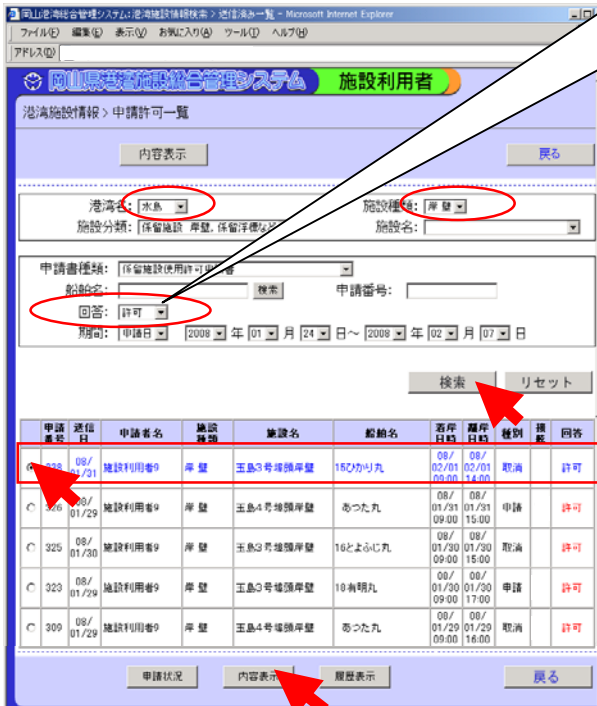 岡山港湾総合管理システム:港湾施設情報検索 > 送信済み一覧 - Microsoft Internet Explorer
ファイル(F) 編集(E) 表示(V) お気に入り(A) ツール(T) ヘルプ(H)
アドレス(D)
岡山県港湾施設総合管理システム 施設利用者
港湾施設情報 > 申請許可一覧
内容表示 戻る
港湾名: 水島 施設種類: 岸壁
施設分類: 係留施設 岸壁,係留浮標など 施設名:
申請書種類: 係留施設使用許可申請書
船舶名: 検索 申請番号:
回答: 許可
期間: 申請日 2008 年 01 月 24 日～ 2008 年 02 月 07 日
検索 リセット
申請番号 送信日 申請者名 施設種類 施設名 船舶名 着岸日時 離岸日時 種別 積載 回答
328 08/01/31 施設利用者9 岸壁 玉島3号埠頭岸壁 15ひかり丸 08/02/01 09:00 08/02/01 14:00 取消 許可
326 08/01/29 施設利用者9 岸壁 玉島4号埠頭岸壁 あつた丸 08/01/31 09:00 08/01/31 15:00 申請 許可
325 08/01/30 施設利用者9 岸壁 玉島3号埠頭岸壁 16とよふじ丸 08/01/30 09:00 08/01/30 15:00 取消 許可
323 08/01/29 施設利用者9 岸壁 玉島3号埠頭岸壁 18有明丸 08/01/30 09:00 08/01/30 17:00 申請 許可
309 08/01/29 施設利用者9 岸壁 玉島4号埠頭岸壁 あつた丸 08/01/29 09:00 08/01/29 16:00 取消 許可
申請状況 内容表示 履歴表示 戻る